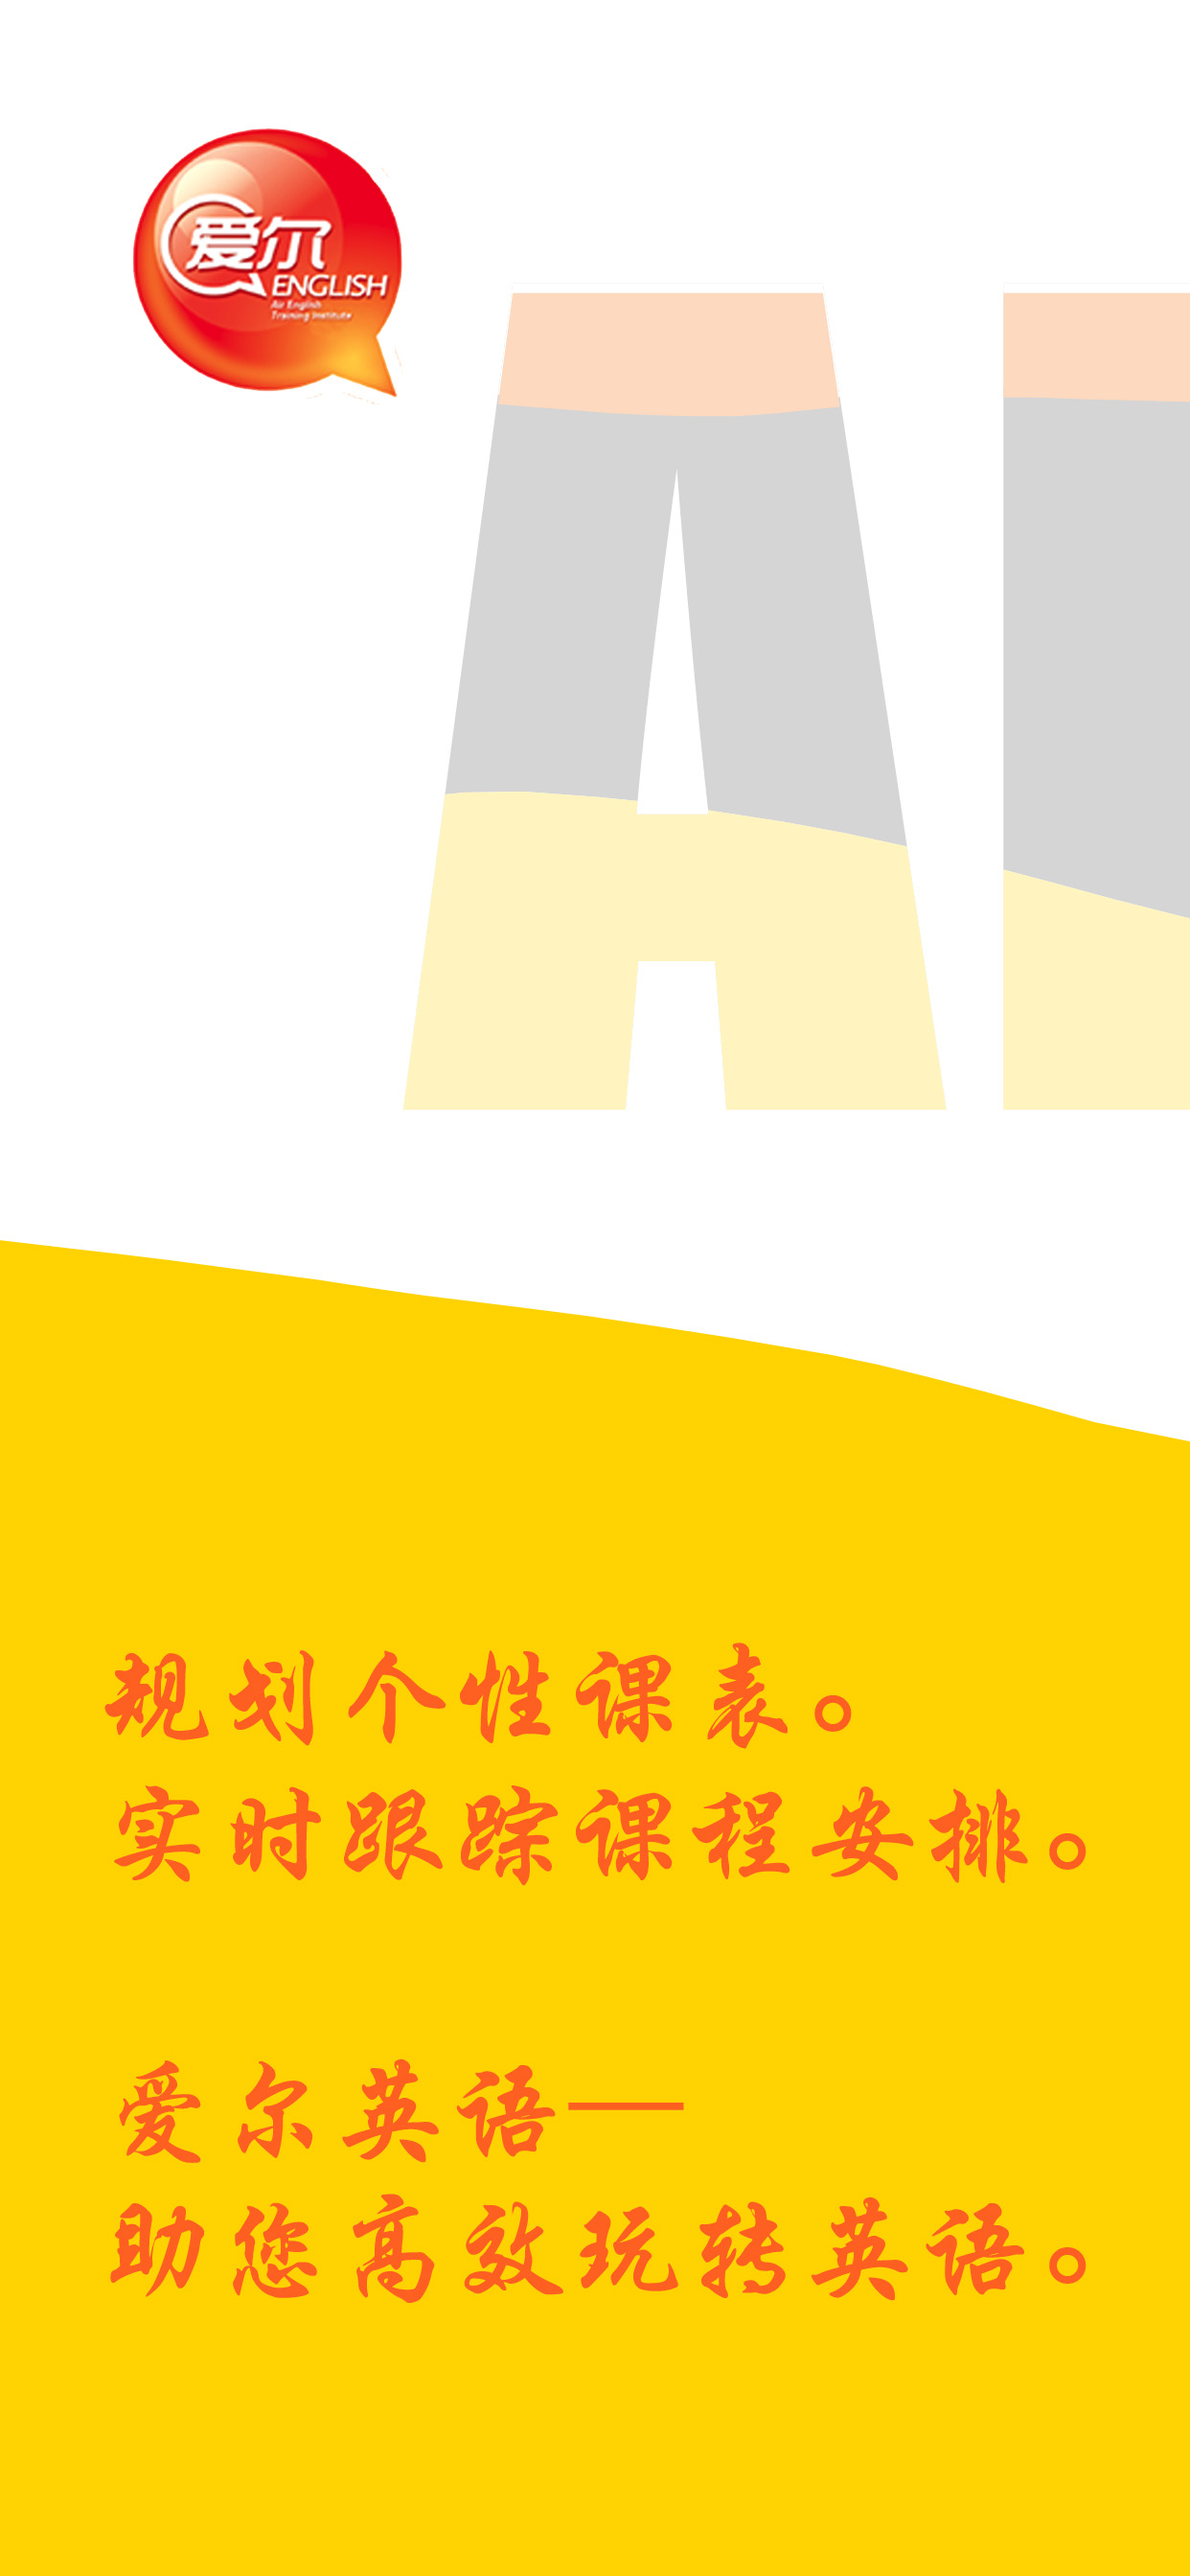 爱尔
ENGLISH
Air English
Training Institute
AI
规划个性课表。
实时跟踪课程安排。
爱尔英语—
助您高效玩转英语。